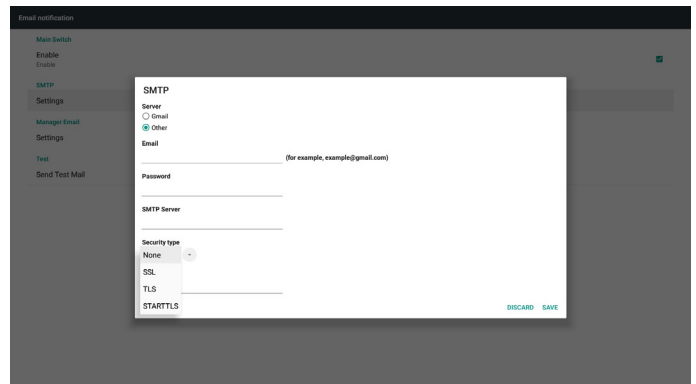 Email notification
Main Switch
Enable
Enable
SMTP
Settings
Manager Email
Settings
Test
Send Test Mail
SMTP
Server
Gmail
Other
Email
(for example, example@gmail.com)
Password
SMTP Server
Security type
None
SSL
TLS
STARTTLS
DISCARD SAVE